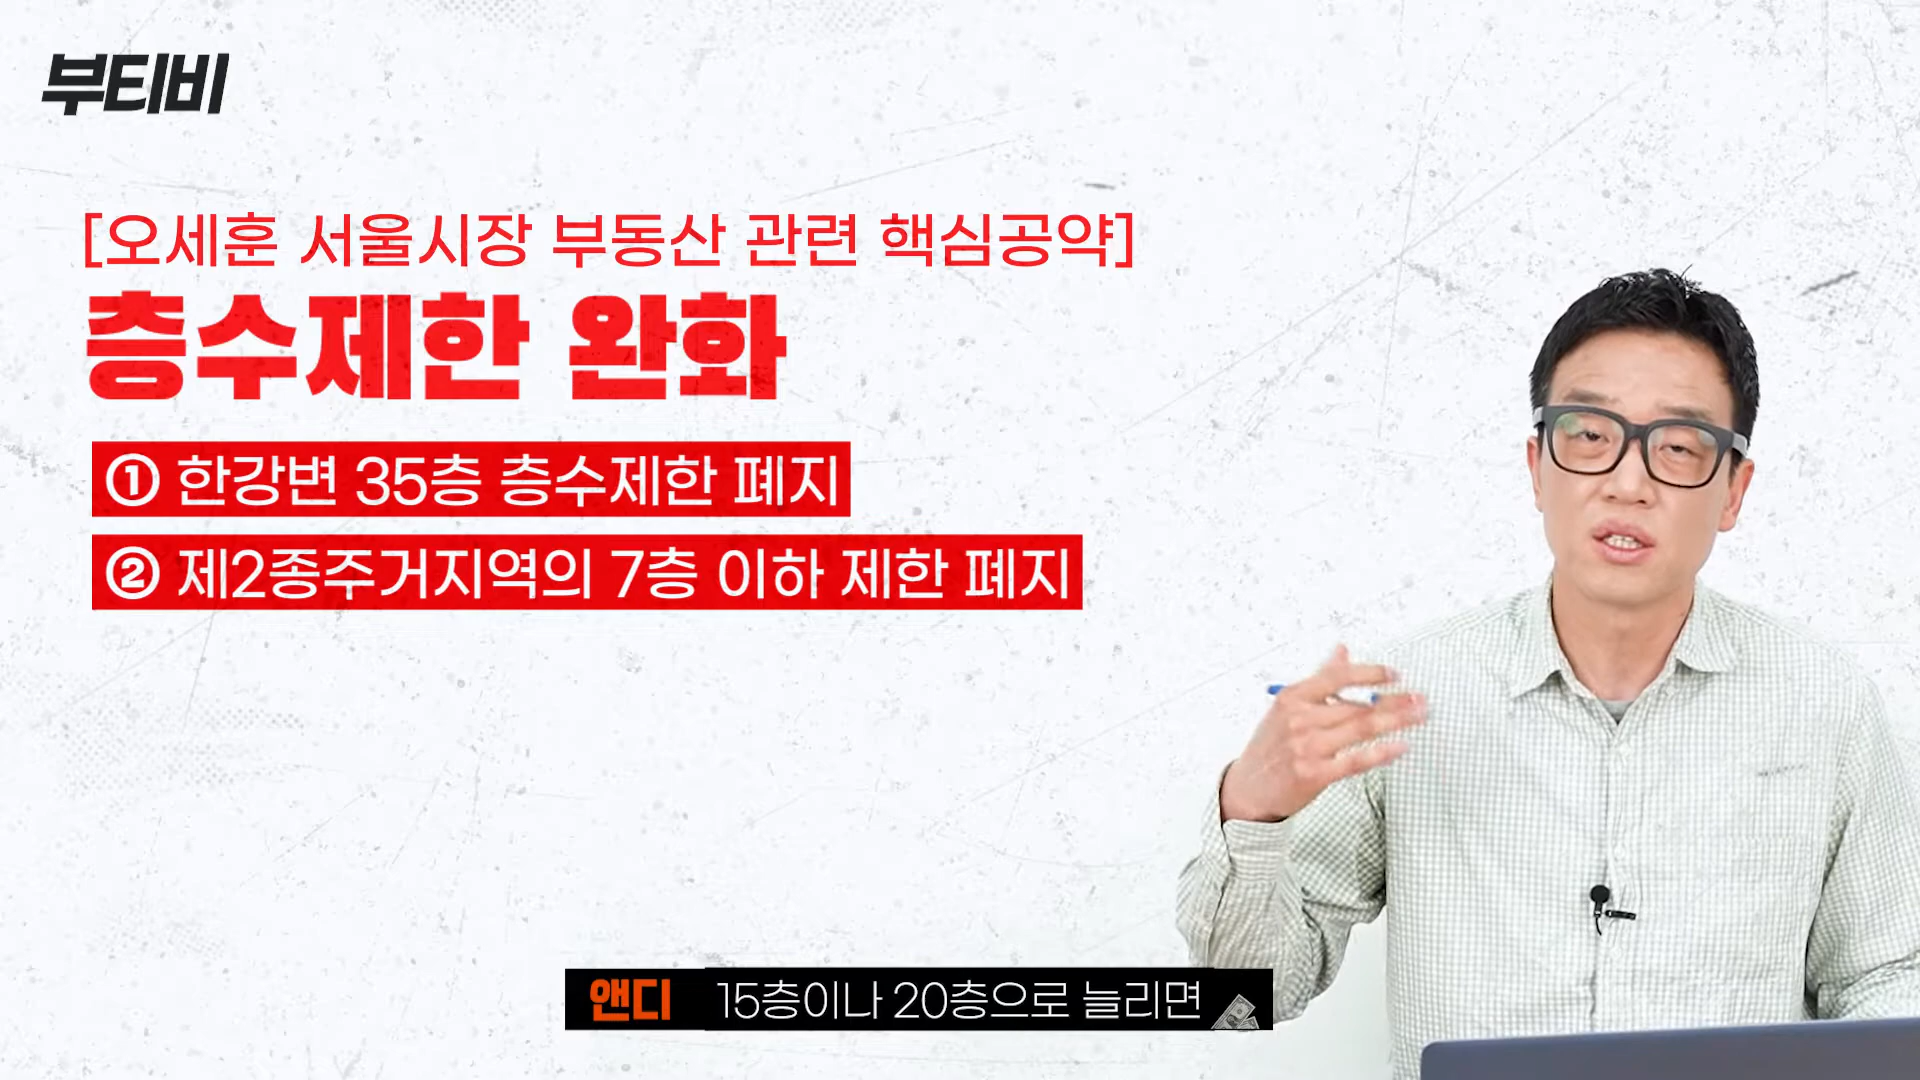 부티비
[오세훈 서울시장 부동산 관련 핵심공약]
층수제한 완화
① 한강변 35층 층수제한 폐지
② 제2종주거지역의 7층 이하 제한 폐지
앤디 15층이나 20층으로 늘리면